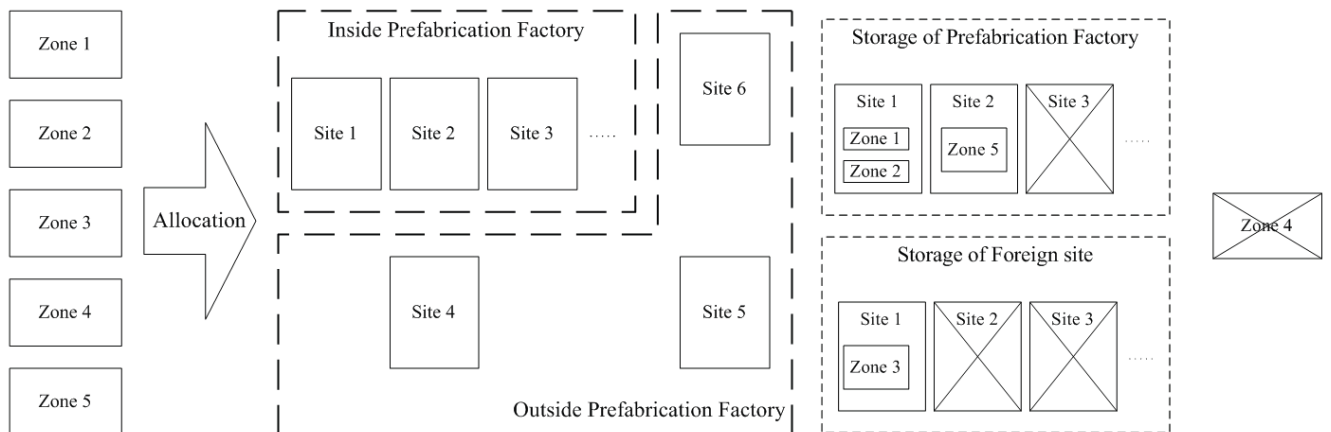 Zone 1
Zone 2
Zone 3
Zone 4
Zone 5
Allocation
Inside Prefabrication Factory
Site 1
Site 2
Site 3
.....
Site 6
Site 4
Site 5
Outside Prefabrication Factory
Storage of Prefabrication Factory
Site 1
Zone 1
Zone 2
Site 2
Zone 5
Site 3
.....
Storage of Foreign site
Site 1
Zone 3
Site 2
Site 3
.....
Zone 4